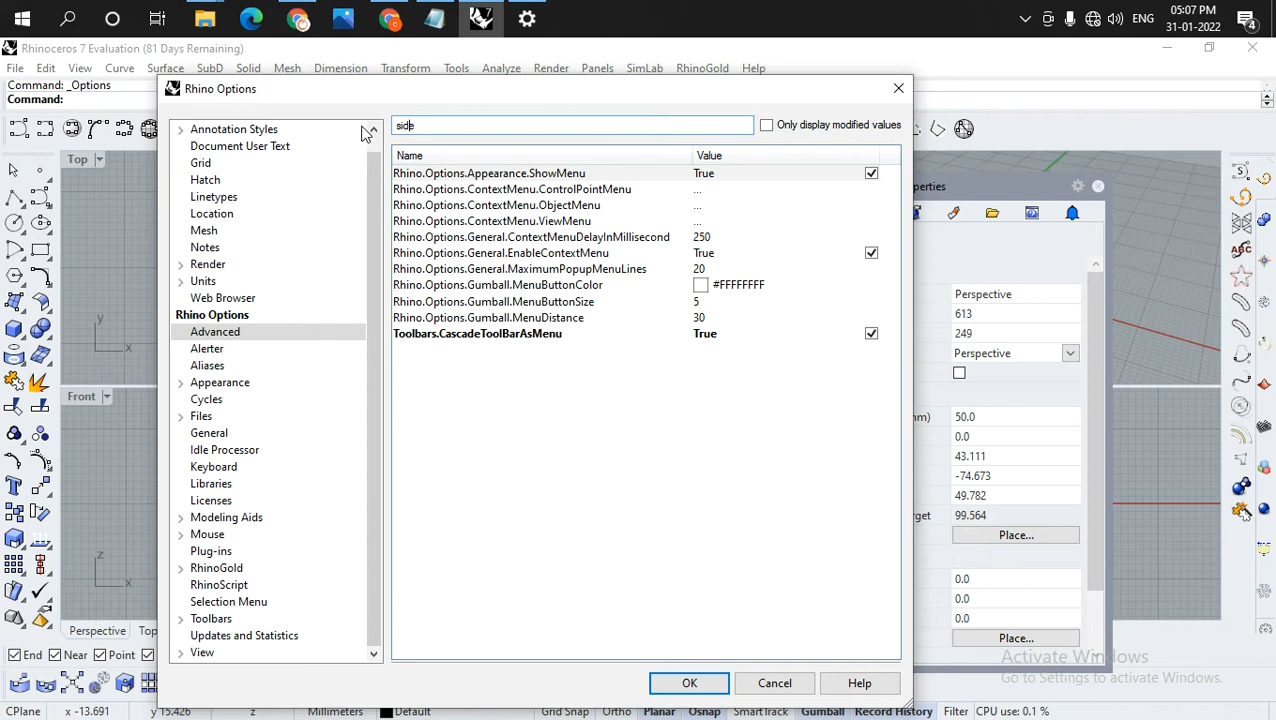 ENG
05:07 PM
31-01-2022
4
Rhinoceros 7 Evaluation (81 Days Remaining)
File Edit View Curve Surface SubD Solid Mesh Dimension Transform Tools Analyze Render Panels SimLab RhinoGold Help
Command: _Options
Command:
Rhino Options
side
Only display modified values
Annotation Styles
Document User Text
Grid
Hatch
Linetypes
Location
Mesh
Notes
Render
Units
Web Browser
Rhino Options
Advanced
Alerter
Aliases
Appearance
Cycles
Files
General
Idle Processor
Keyboard
Libraries
Licenses
Modeling Aids
Mouse
Plug-ins
RhinoGold
RhinoScript
Selection Menu
Toolbars
Updates and Statistics
View
Name Value
Rhino.Options.Appearance.ShowMenu True
Rhino.Options.ContextMenu.ControlPointMenu ...
Rhino.Options.ContextMenu.ObjectMenu ...
Rhino.Options.ContextMenu.ViewMenu ...
Rhino.Options.General.ContextMenuDelayInMillisecond 250
Rhino.Options.General.EnableContextMenu True
Rhino.Options.General.MaximumPopupMenuLines 20
Rhino.Options.Gumball.MenuButtonColor #FFFFFFFF
Rhino.Options.Gumball.MenuButtonSize 5
Rhino.Options.Gumball.MenuDistance 30
Toolbars.CascadeToolBarAsMenu True
OK Cancel Help
Top
y
x
Front
z
x
Perspective Top
perties
Perspective
613
249
Perspective
mm) 50.0
0.0
43.111
-74.673
49.782
rget 99.564
Place...
0.0
0.0
0.0
Place...
ABC
Activate Windows
Go to Settings to activate Windows.
End Near Point
CPlane x -13.691 y 15.426 z Millimeters Default Grid Snap Ortho Planar Osnap SmartTrack Gumball Record History Filter CPU use: 0.1 %